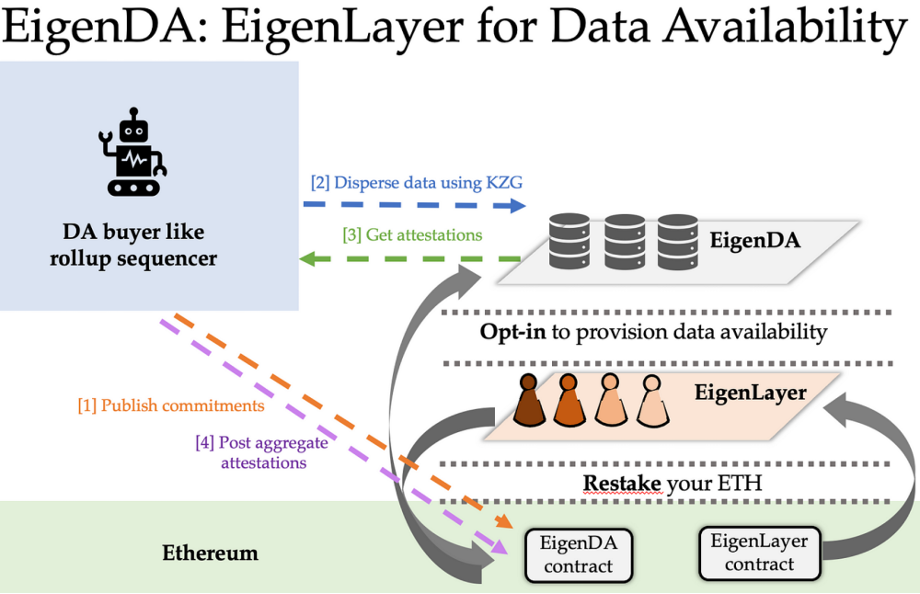 EigenDA: EigenLayer for Data Availability
[2] Disperse data using KZG
DA buyer like
rollup sequencer
[3] Get attestations
EigenDA
Opt-in to provision data availability
EigenLayer
[1] Publish commitments
[4] Post aggregate
attestations
Restake your ETH
Ethereum
EigenDA
contract
EigenLayer
contract